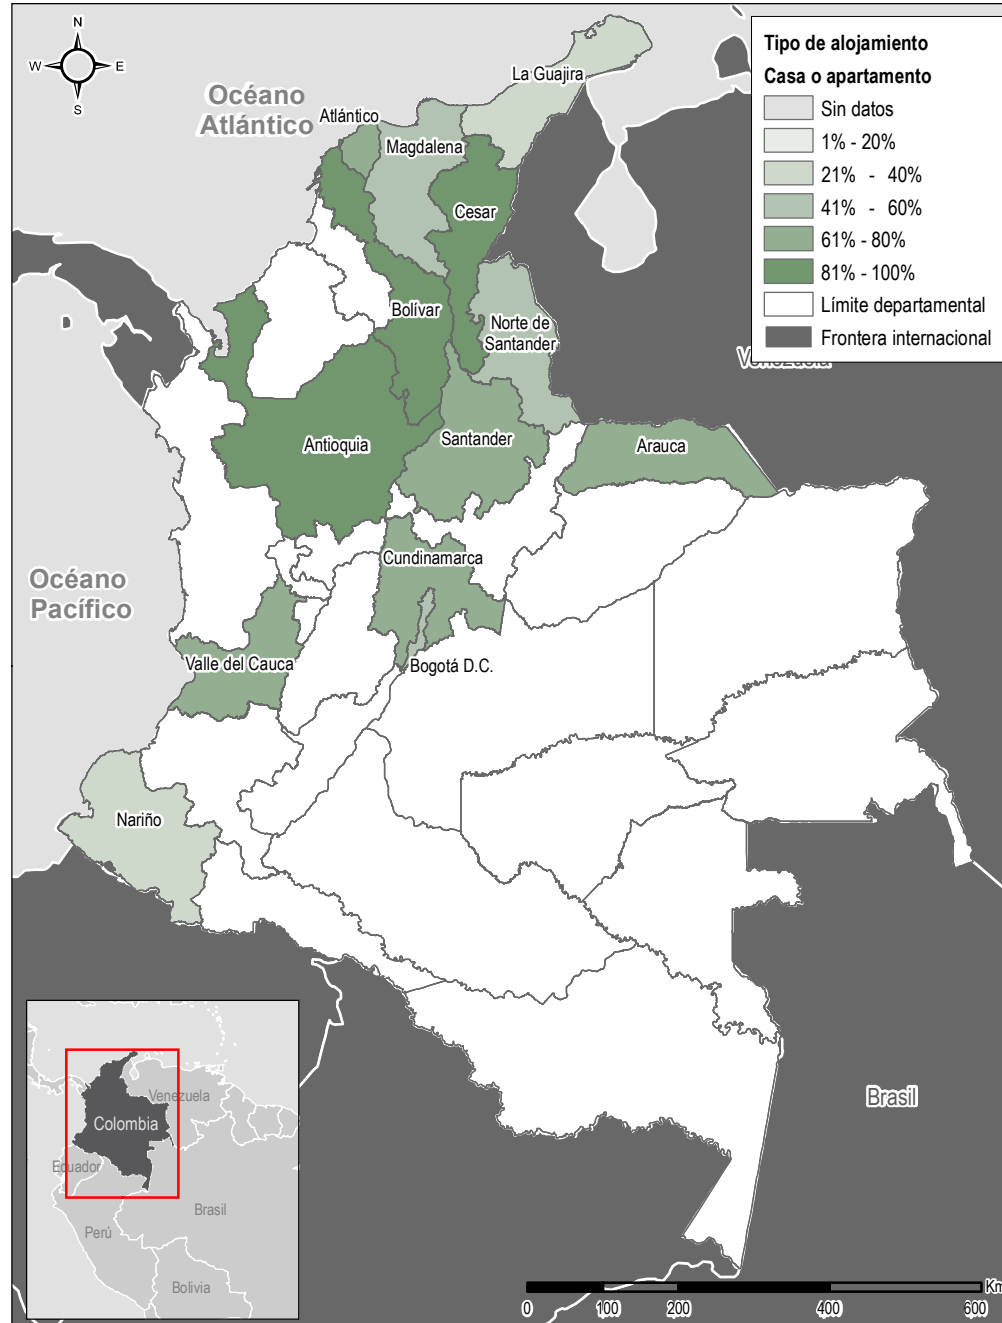 N
W
E
S
Océano
Atlántico
La Guajira
Atlántico
Magdalena
Cesar
Bolívar
Norte de
Santander
Antioquia
Santander
Arauca
Cundinamarca
Océano
Pacífico
Valle del Cauca
Bogotá D.C.
Nariño
Venezuela
Brasil
Tipo de alojamiento
Casa o apartamento
Sin datos
1% - 20%
21% - 40%
41% - 60%
61% - 80%
81% - 100%
Límite departamental
Frontera internacional
Venezuela
Colombia
Ecuador
Brasil
Perú
Bolivia
Km
0 100 200 400 600